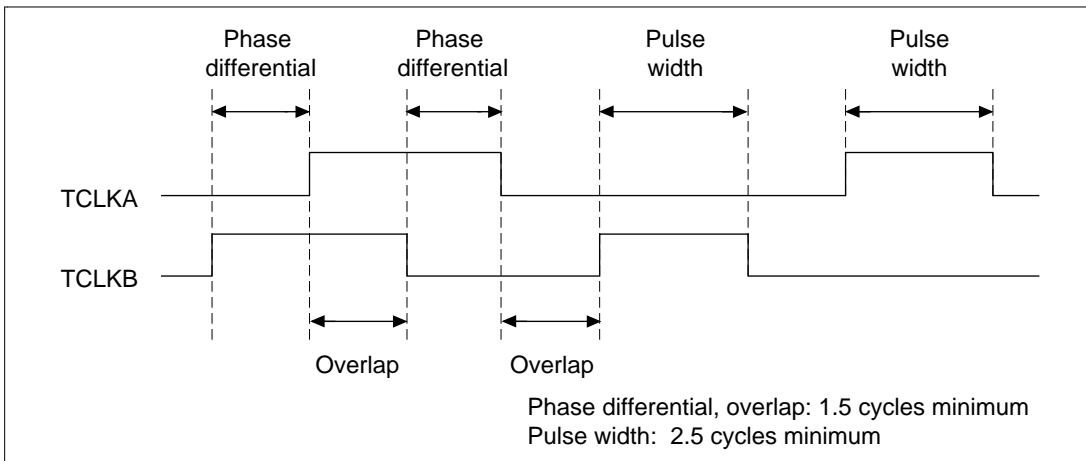 Phase
differential
Phase
differential
Pulse
width
Pulse
width
TCLKA
TCLKB
Overlap
Overlap
Phase differential, overlap: 1.5 cycles minimum
Pulse width:  2.5 cycles minimum